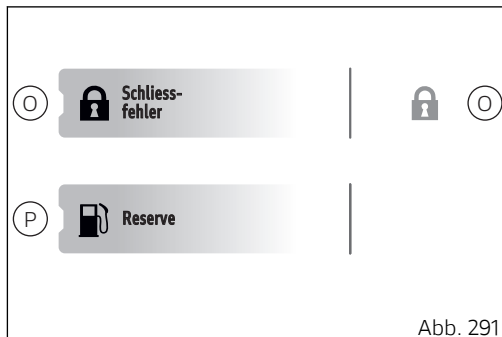 O
Schliess-
fehler
O
P
Reserve
Abb. 291